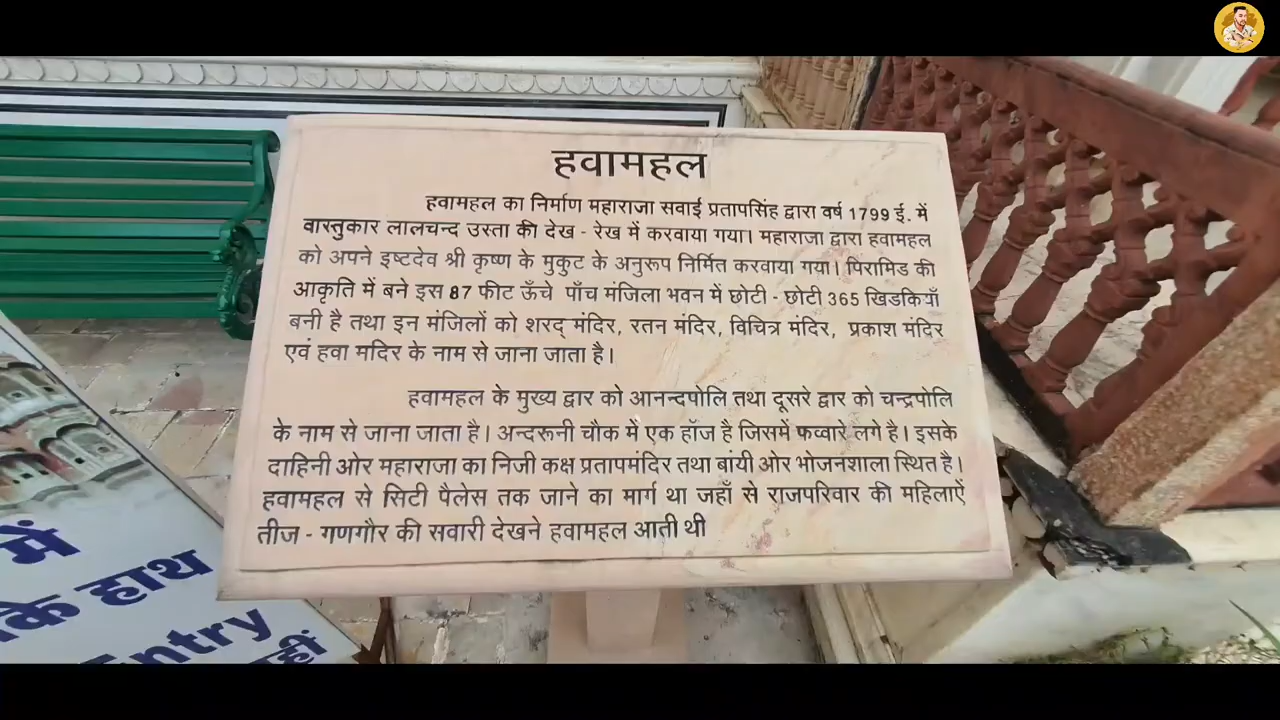 हवामहल
हवामहल का निर्माण महाराजा सवाई प्रतापसिंह द्वारा वर्ष 1799 ई. में
वास्तुकार लालचन्द उस्ता की देख - रेख में करवाया गया। महाराजा द्वारा हवामहल
को अपने इष्टदेव श्री कृष्ण के मुकुट के अनुरूप निर्मित करवाया गया। पिरामिड की
आकृति में बने इस 87 फीट ऊँचे पाँच मंजिला भवन में छोटी - छोटी 365 खिडकियाँ
बनी है तथा इन मंजिलों को शरद् मंदिर, रतन मंदिर, विचित्र मंदिर, प्रकाश मंदिर
एवं हवा मदिर के नाम से जाना जाता है।
हवामहल के मुख्य द्वार को आनन्दपोलि तथा दूसरे द्वार को चन्द्रपोलि
के नाम से जाना जाता है। अन्दरूनी चौक में एक हॉज है जिसमें फव्वारे लगे है। इसके
दाहिनी ओर महाराजा का निजी कक्ष प्रतापमंदिर तथा बांयी ओर भोजनशाला स्थित है।
हवामहल से सिटी पैलेस तक जाने का मार्ग था जहाँ से राजपरिवार की महिलाऐं
तीज - गणगौर की सवारी देखने हवामहल आती थी
में
के हाथ
Entry